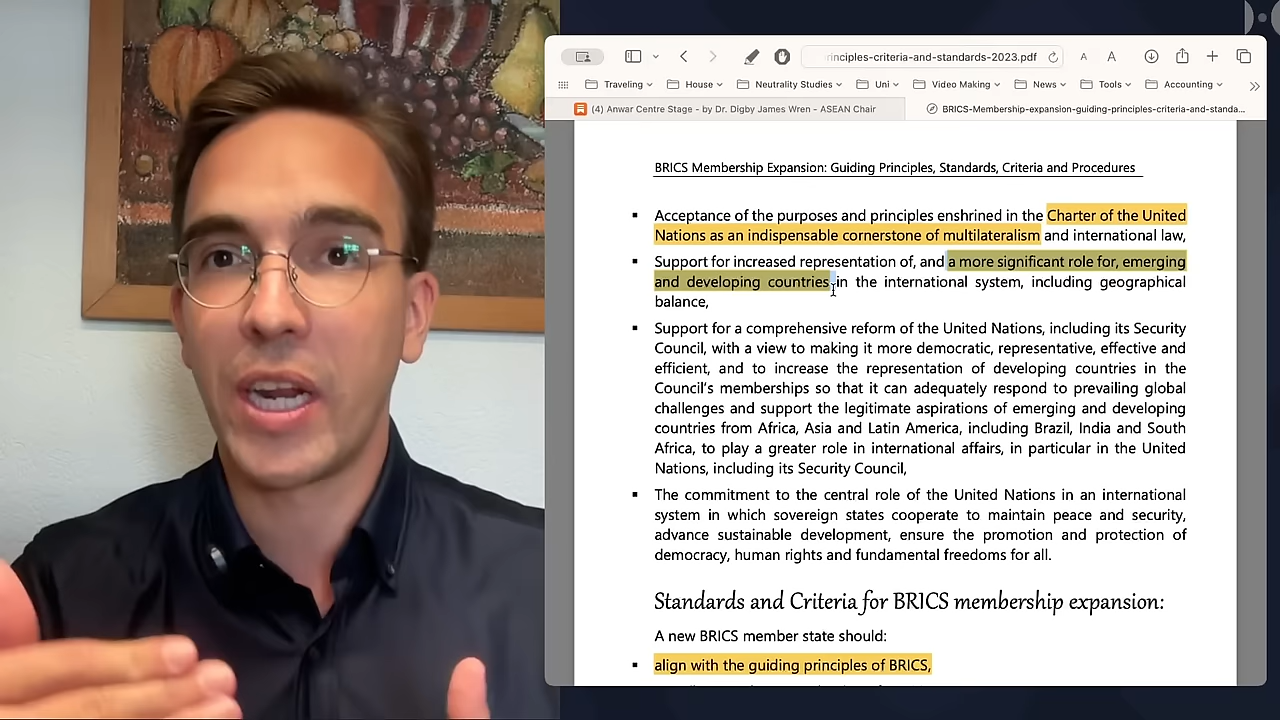 rinciples-criteria-and-standards-2023.pdf
A A
Traveling House Neutrality Studies Uni Video Making News Tools Accounting
(4) Anwar Centre Stage - by Dr. Digby James Wren - ASEAN Chair
BRICS-Membership-expansion-guiding-principles-criteria-and-standa...
BRICS Membership Expansion: Guiding Principles, Standards, Criteria and Procedures
▪ Acceptance of the purposes and principles enshrined in the Charter of the United
Nations as an indispensable cornerstone of multilateralism and international law,
▪ Support for increased representation of, and a more significant role for, emerging
and developing countries in the international system, including geographical
balance,
▪ Support for a comprehensive reform of the United Nations, including its Security
Council, with a view to making it more democratic, representative, effective and
efficient, and to increase the representation of developing countries in the
Council's memberships so that it can adequately respond to prevailing global
challenges and support the legitimate aspirations of emerging and developing
countries from Africa, Asia and Latin America, including Brazil, India and South
Africa, to play a greater role in international affairs, in particular in the United
Nations, including its Security Council,
▪ The commitment to the central role of the United Nations in an international
system in which sovereign states cooperate to maintain peace and security,
advance sustainable development, ensure the promotion and protection of
democracy, human rights and fundamental freedoms for all.
Standards and Criteria for BRICS membership expansion:
A new BRICS member state should:
▪ align with the guiding principles of BRICS,